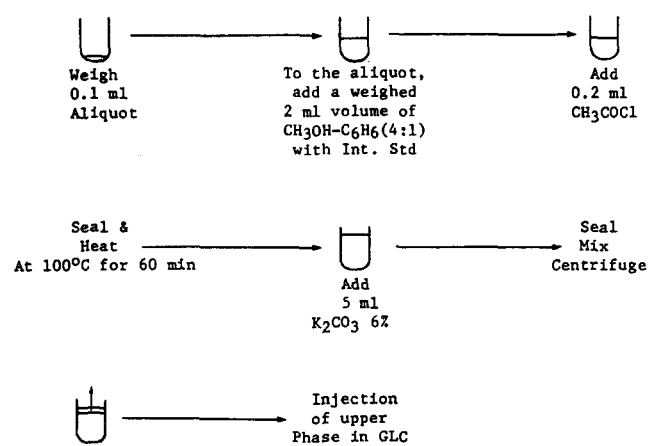 Weigh
0.1 ml
Aliquot
To the aliquot,
add a weighed
2 ml volume of
CH3OH-C6H6(4:1)
with Int. Std
Add
0.2 ml
CH3COCl
Seal &
Heat
At 100°C for 60 min
Add
5 ml
K2CO3 6%
Seal
Mix
Centrifuge
Injection
of upper
Phase in GLC